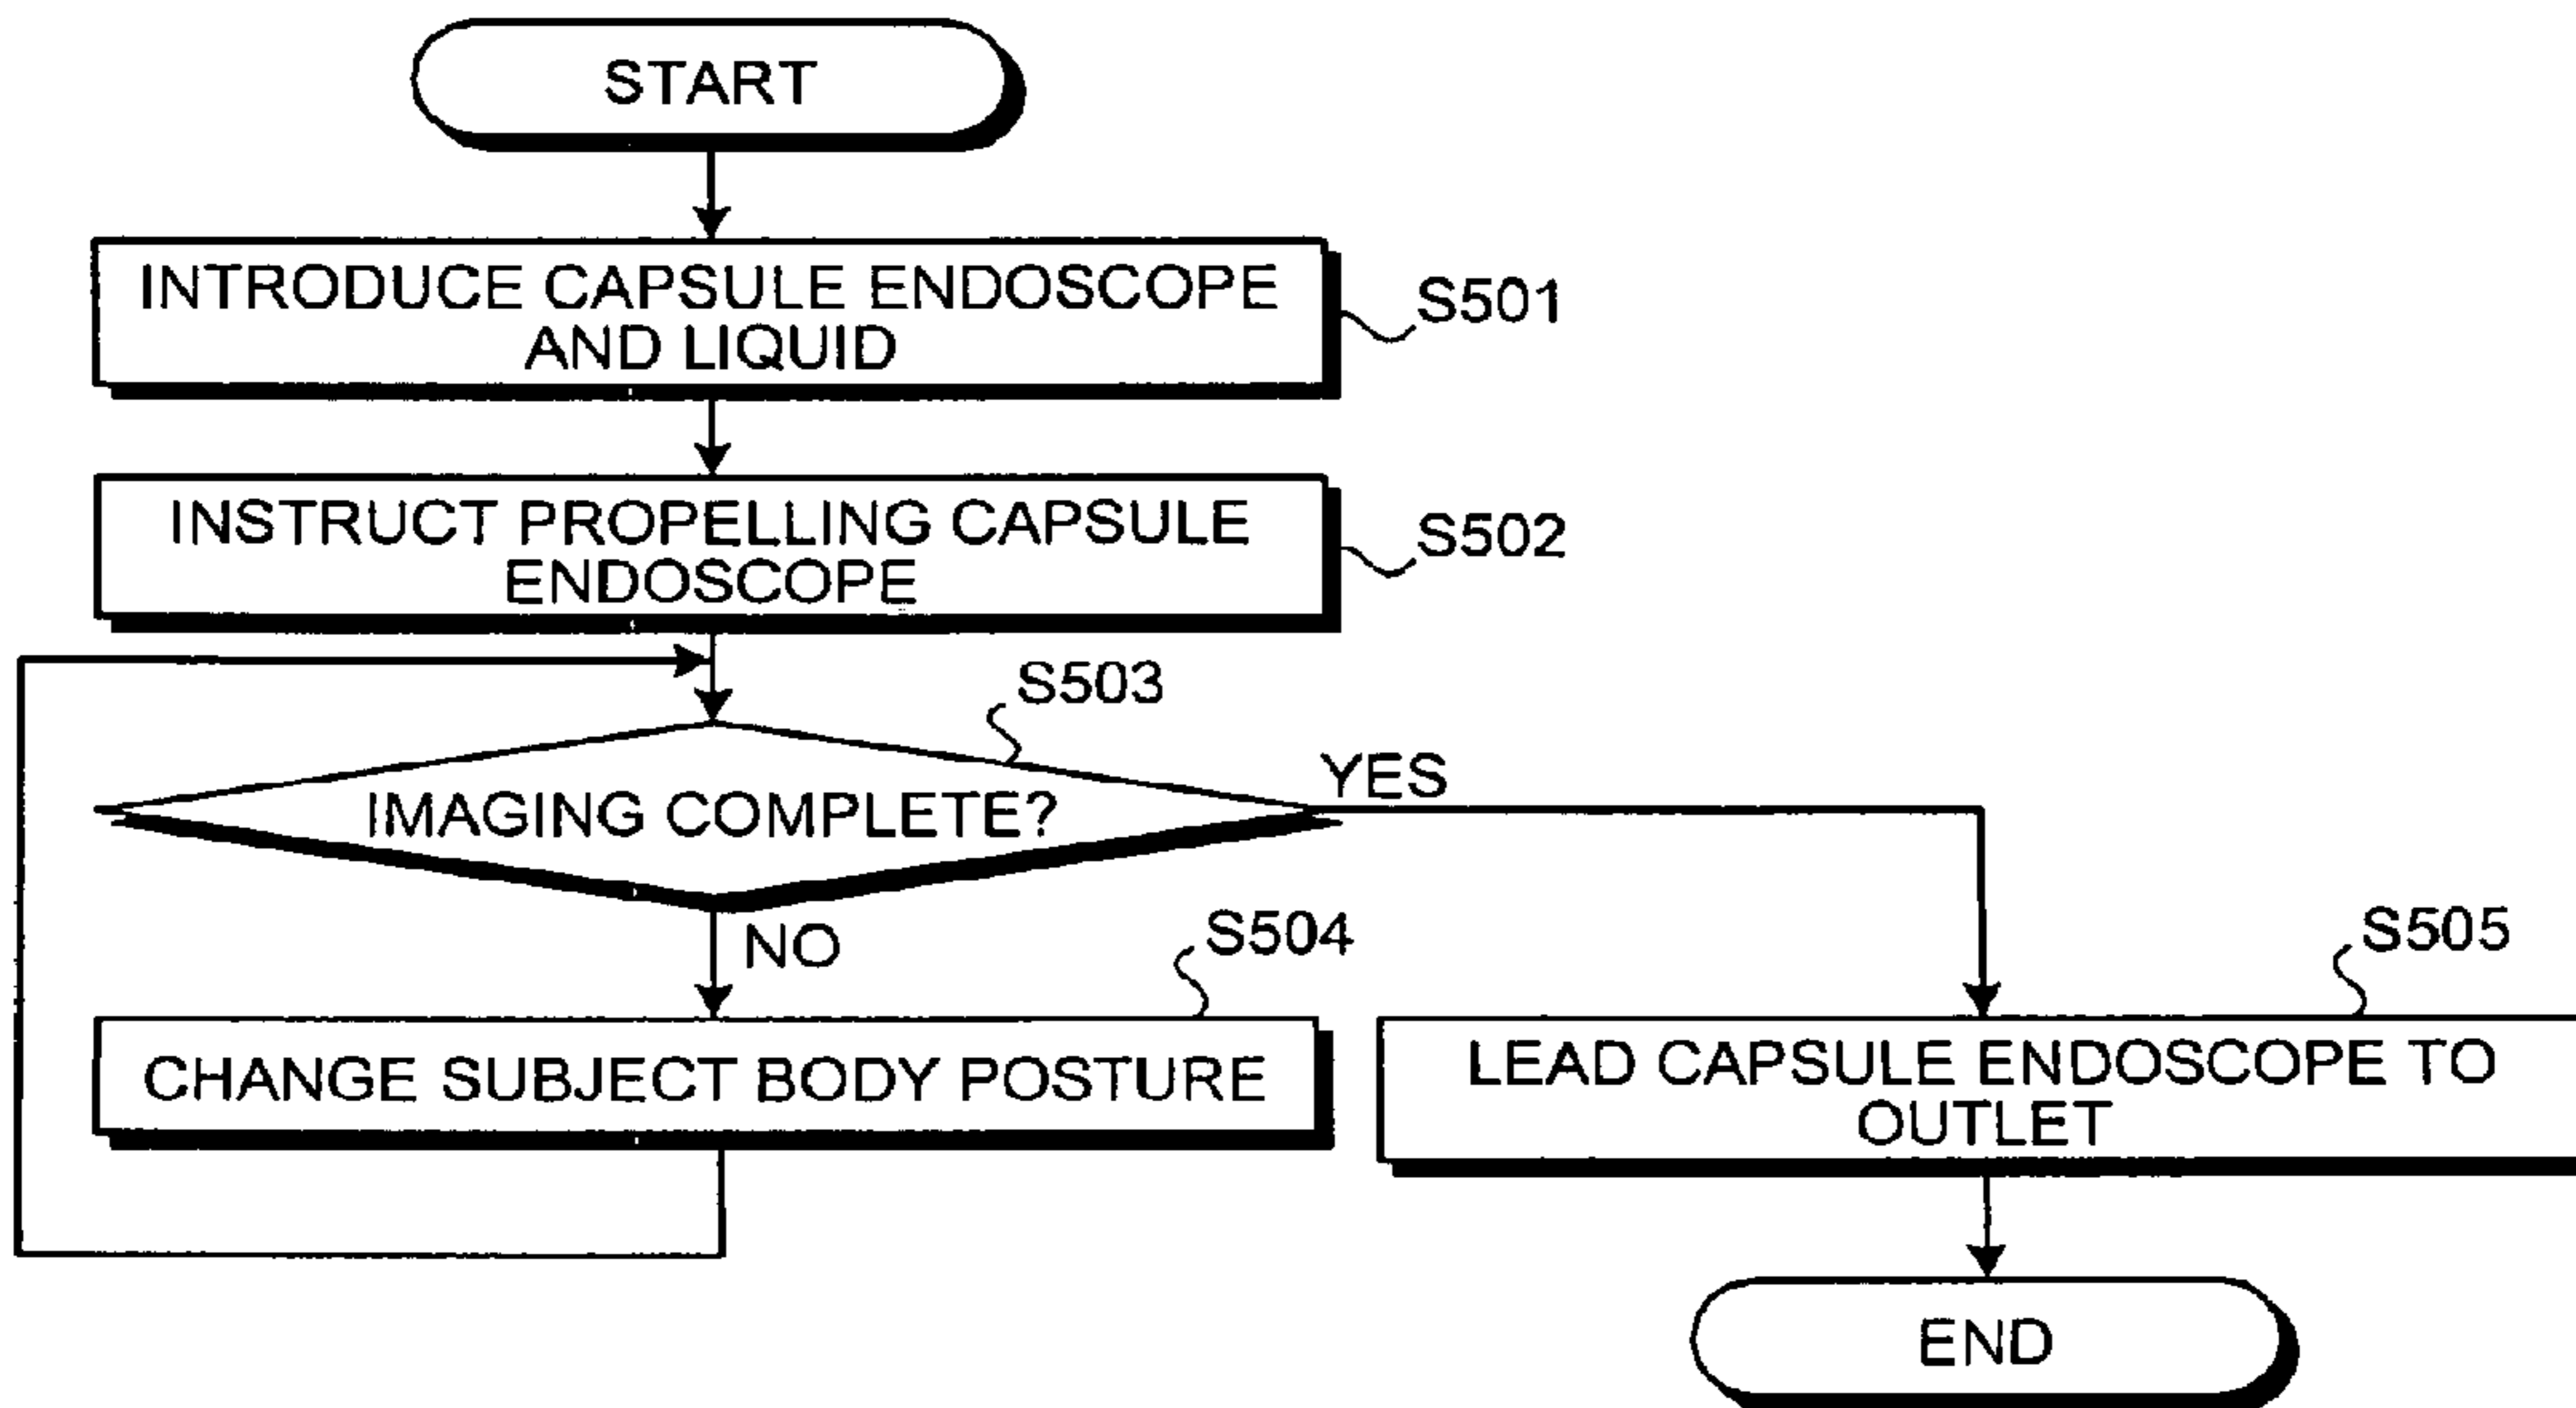 START
INTRODUCE CAPSULE ENDOSCOPE
AND LIQUID
S501
INSTRUCT PROPELLING CAPSULE
ENDOSCOPE
S502
S503
IMAGING COMPLETE?
YES
NO
S504
CHANGE SUBJECT BODY POSTURE
S505
LEAD CAPSULE ENDOSCOPE TO
OUTLET
END